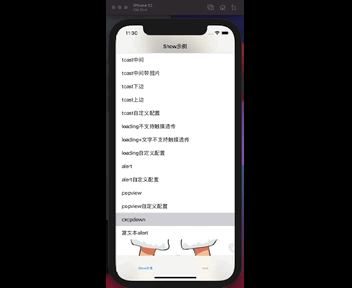 iPhone 12
11:30
Show示例
toast中间
toast中间带图片
toast下边
toast上边
toast自定义配置
loading不支持触摸透传
loading+文字不支持触摸透传
loading自定义配置
alert
alert自定义配置
popview
popview自定义配置
dropdown
富文本alert
Show示例